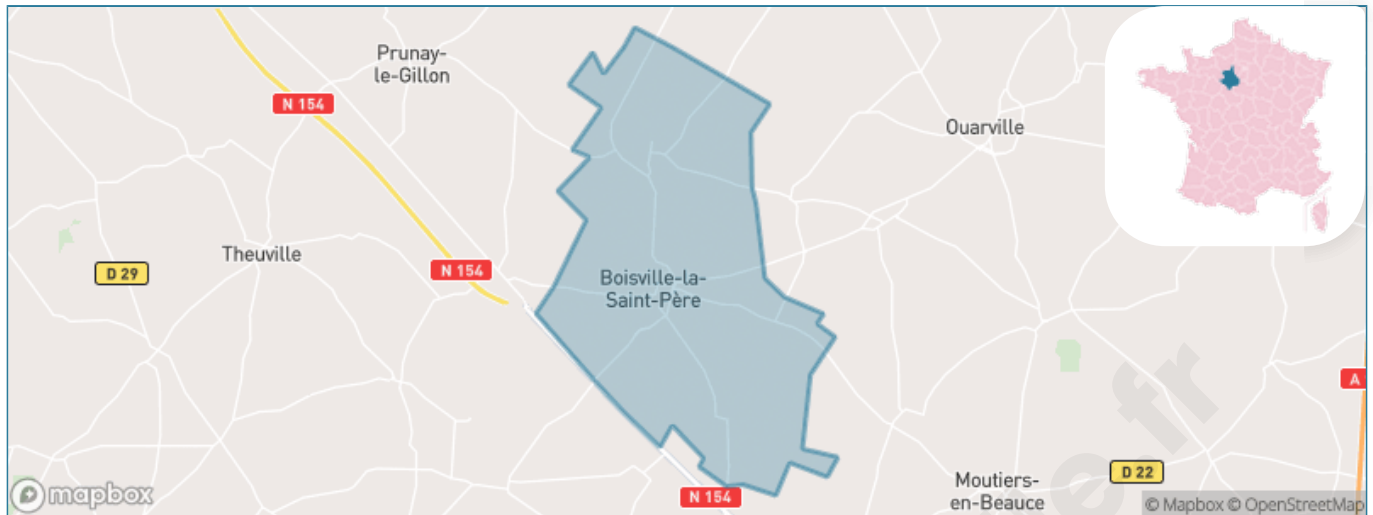 Prunay-
le-Gillon
N 154
Ouarville
Theuville
D 29
N 154
Boisville-la-
Saint-Père
A
D 22
Moutiers-
en-Beauce
N 154
mapbox
© Mapbox © OpenStreetMap
e.fr